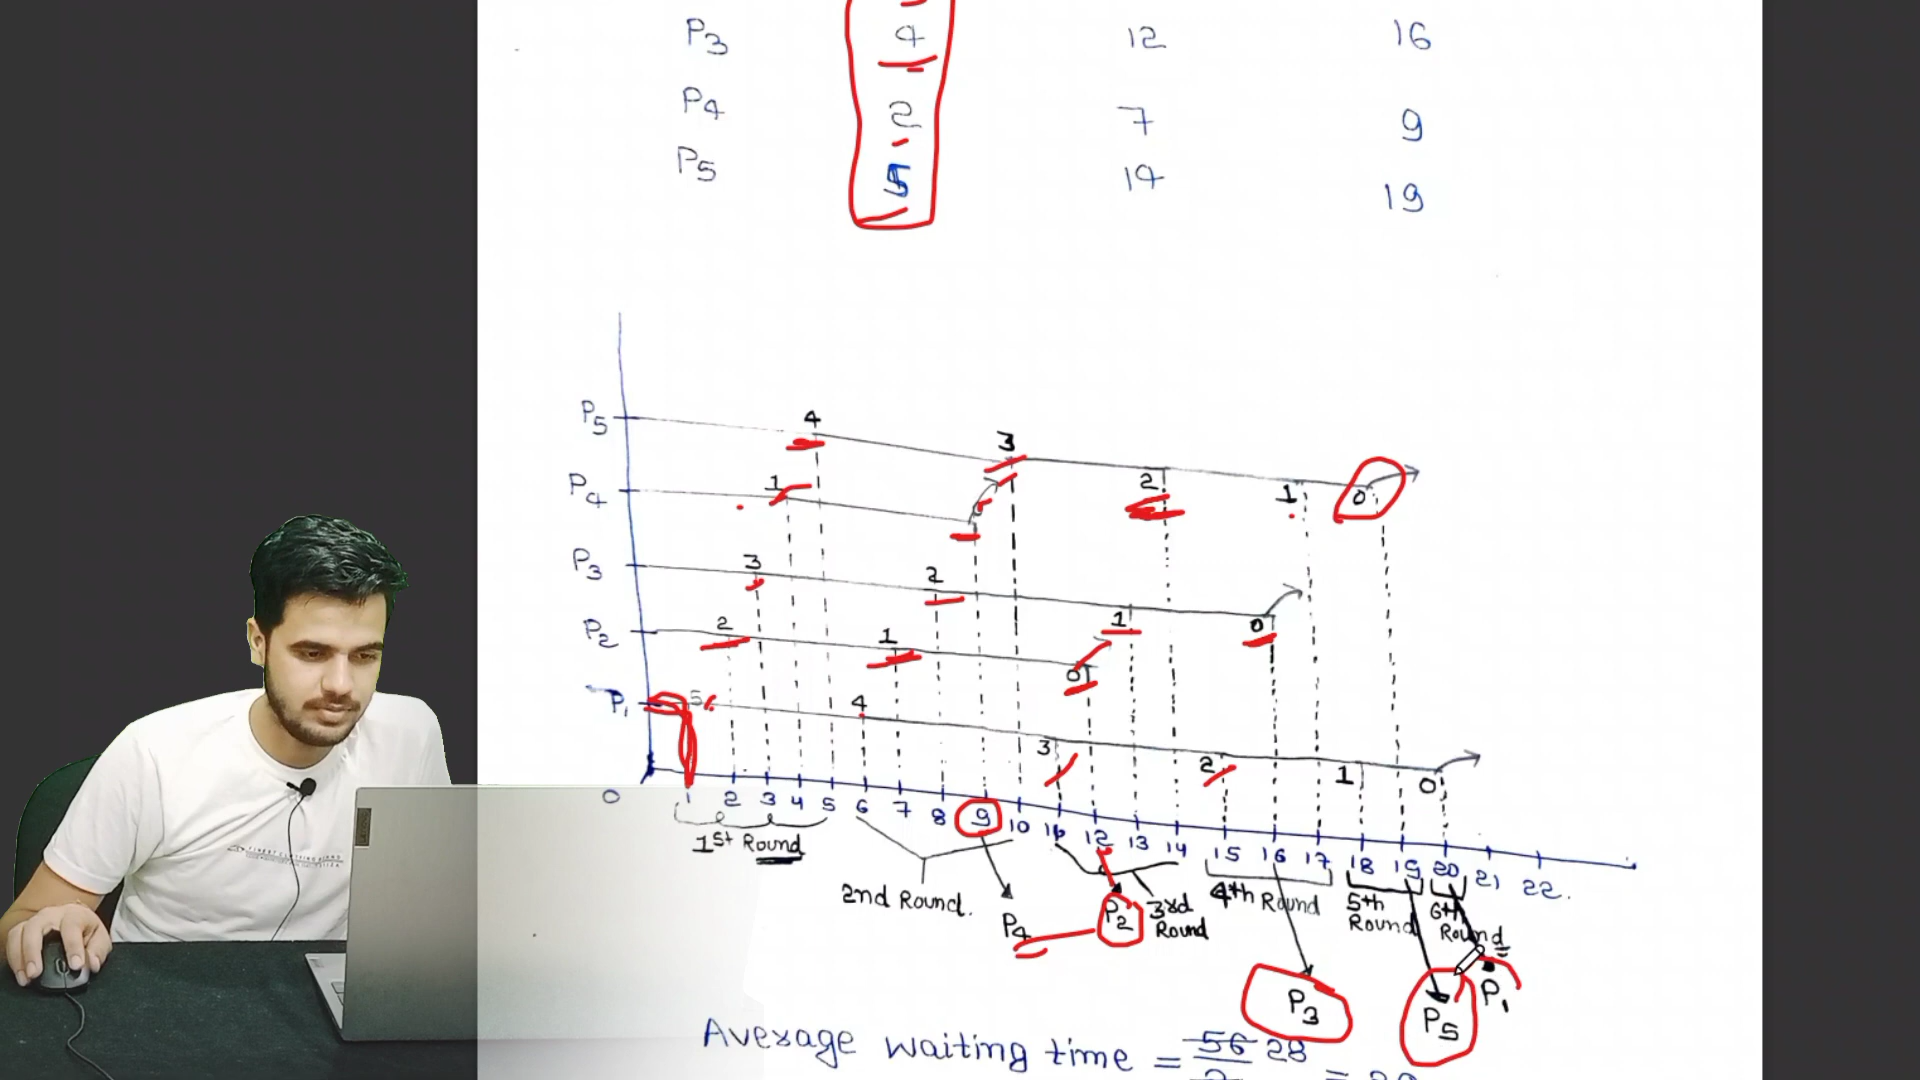 P3 4 12 16
P4 2 7 9
P5 5 14 19
P5 4 3 2 1 0
P4 1 0
P3 3 2 1 0
P2 2 1 0
P1 5 4 3 2 1 0
0 1 2 3 4 5 6 7 8 9 10 11 12 13 14 15 16 17 18 19 20 21 22.
1st Round
2nd Round.
3rd Round
4th Round
5th Round
6th Round
P4 P2 P3 P5 P1
Average waiting time = 56 28